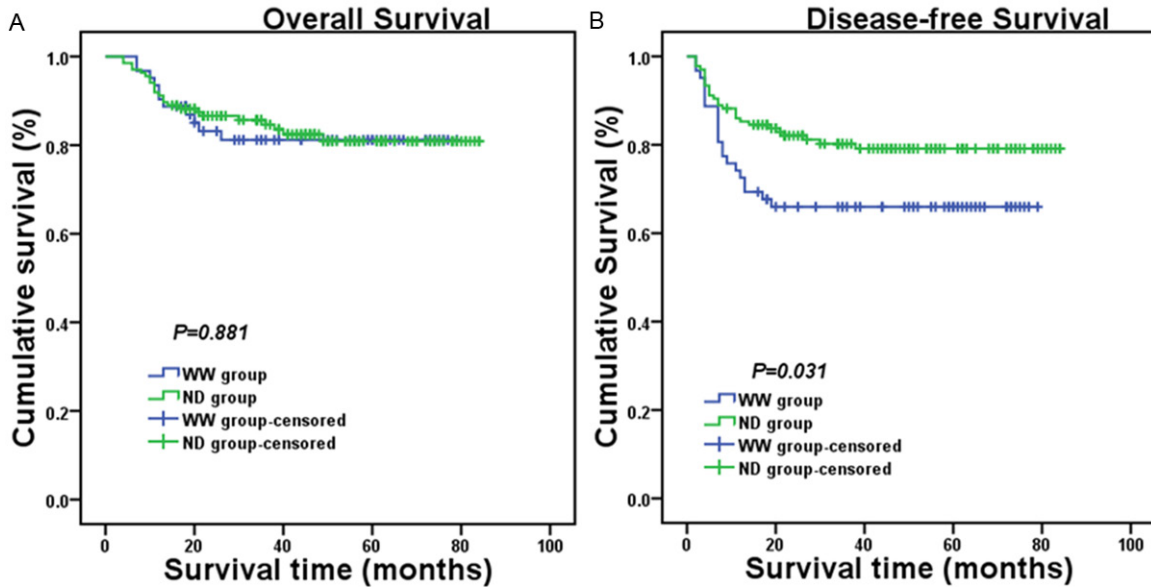 A
Overall Survival
Cumulative survival (%)
1.0
0.8
0.6
0.4
0.2
0.0
P=0.881
WW group
ND group
WW group-censored
ND group-censored
0 20 40 60 80 100
Survival time (months)
B
Disease-free Survival
Cumulative Survival (%)
1.0
0.8
0.6
0.4
0.2
0.0
P=0.031
WW group
ND group
WW group-censored
ND group-censored
0 20 40 60 80 100
Survival time (months)